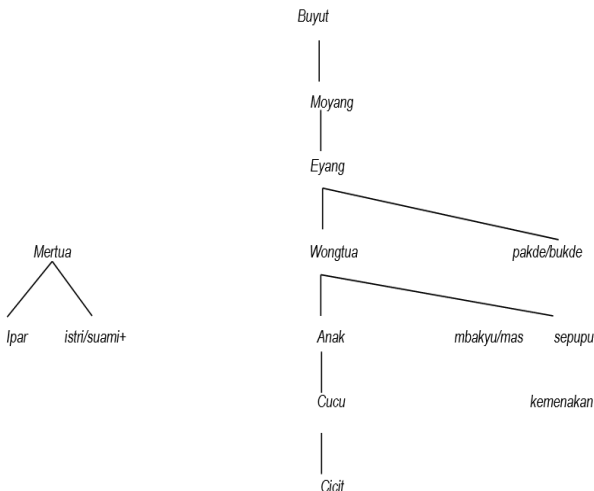 Buyut
Moyang
Eyang
Mertua Wongtua pakde/bukde
Ipar istri/suami+ Anak mbakyu/mas sepupu
Cucu kemenakan
Cicit